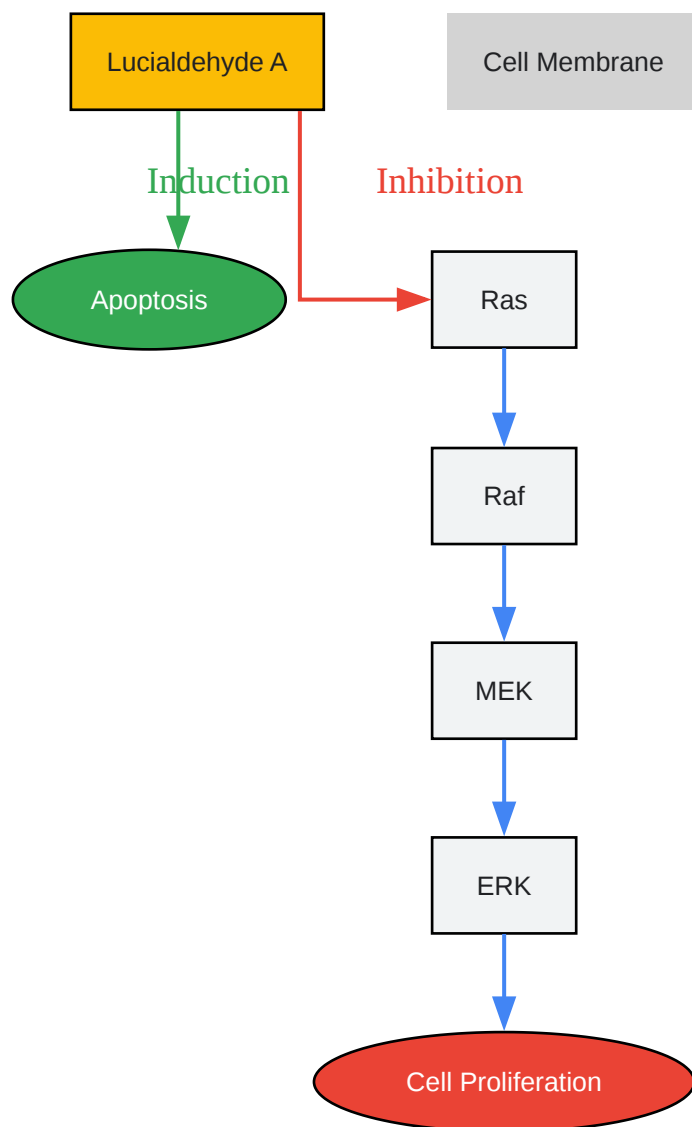 Lucialdehyde A
Cell Membrane
Induction
Inhibition
Apoptosis
Ras
Raf
MEK
ERK
Cell Proliferation